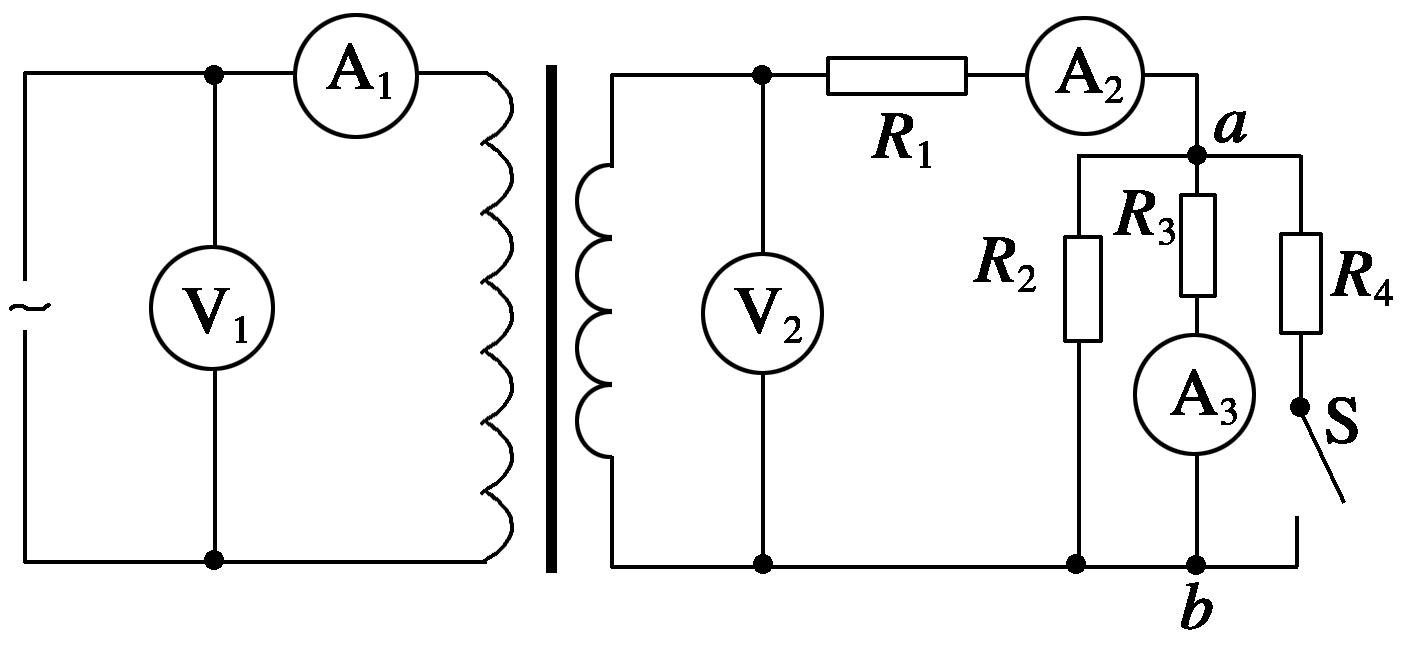 A₁
A₂
R₁
a
R₃
R₂
R₄
V₁
V₂
~
A₃
S
b